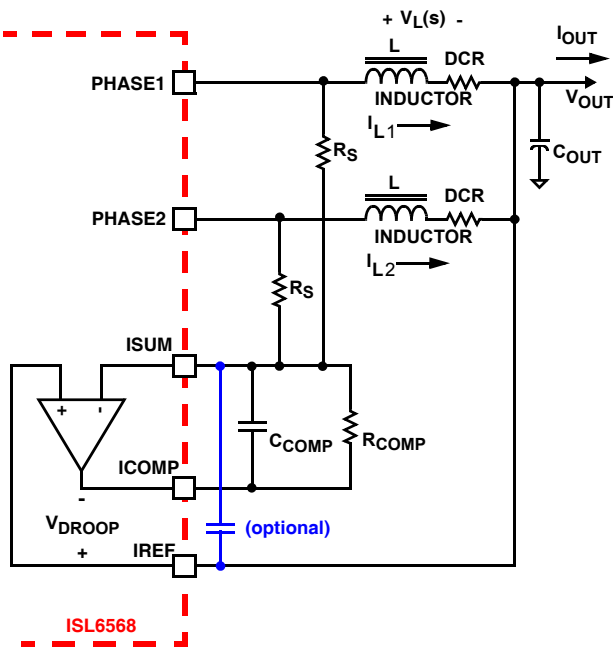 + VL(s) -
L
DCR
IOUT
PHASE1
INDUCTOR
VOUT
IL1
RS
COUT
L
DCR
PHASE2
INDUCTOR
IL2
RS
ISUM
+ -
CCOMP
RCOMP
ICOMP
-
VDROOP
(optional)
+
IREF
ISL6568